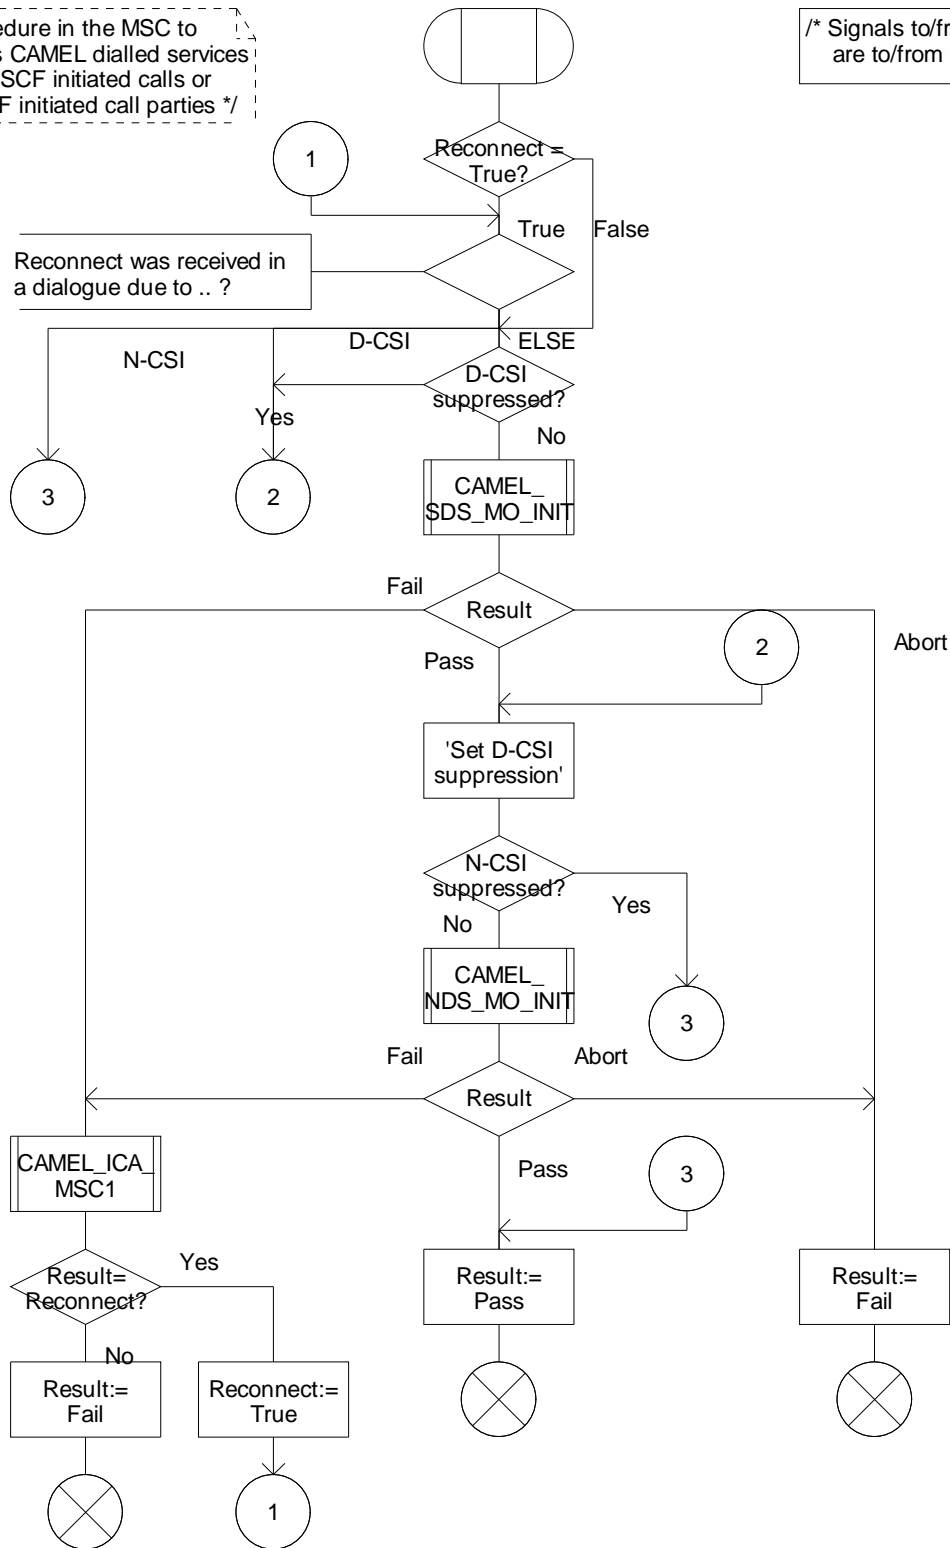 edure in the MSC to
s CAMEL dialled services
SCF initiated calls or
F initiated call parties */
/* Signals to/fr
are to/from
Reconnect =
True?
1
True
False
Reconnect was received in
a dialogue due to .. ?
N-CSI
D-CSI
ELSE
D-CSI
suppressed?
Yes
No
3
2
CAMEL_
SDS_MO_INIT
Fail
Result
Abort
Pass
2
'Set D-CSI
suppression'
N-CSI
suppressed?
Yes
No
CAMEL_
NDS_MO_INIT
3
Fail
Abort
Result
CAMEL_ICA_
MSC1
Pass
3
Result=
Reconnect?
Yes
Result:=
Pass
Result:=
Fail
No
Result:=
Fail
Reconnect:=
True
1